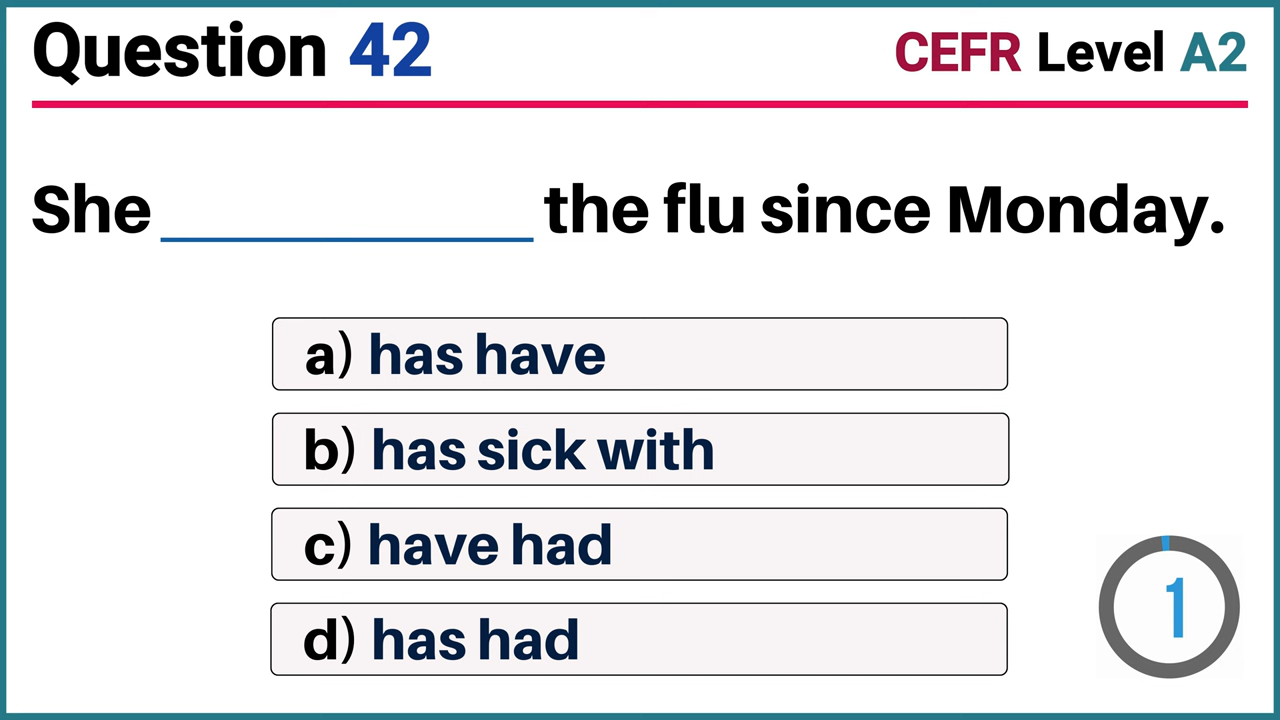 Question 42
CEFR Level A2
She ____________ the flu since Monday.
a) has have
b) has sick with
c) have had
d) has had
1